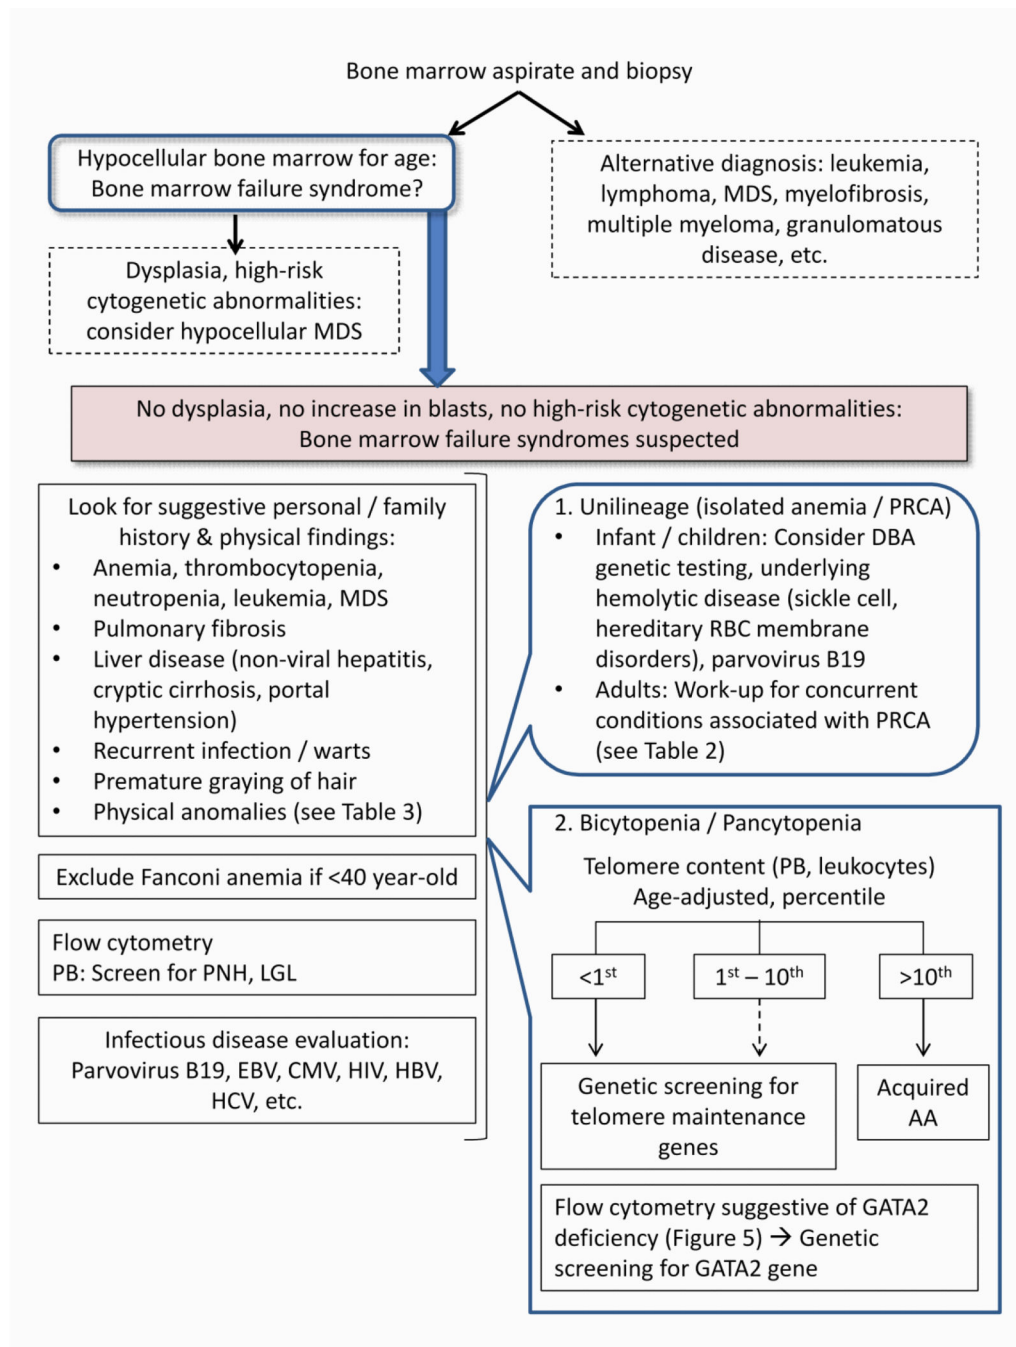 Bone marrow aspirate and biopsy
Hypocellular bone marrow for age:
Bone marrow failure syndrome?
Alternative diagnosis: leukemia,
lymphoma, MDS, myelofibrosis,
multiple myeloma, granulomatous
disease, etc.
Dysplasia, high-risk
cytogenetic abnormalities:
consider hypocellular MDS
No dysplasia, no increase in blasts, no high-risk cytogenetic abnormalities:
Bone marrow failure syndromes suspected
Look for suggestive personal / family
history & physical findings:
• Anemia, thrombocytopenia,
neutropenia, leukemia, MDS
• Pulmonary fibrosis
• Liver disease (non-viral hepatitis,
cryptic cirrhosis, portal
hypertension)
• Recurrent infection / warts
• Premature graying of hair
• Physical anomalies (see Table 3)
Exclude Fanconi anemia if <40 year-old
Flow cytometry
PB: Screen for PNH, LGL
Infectious disease evaluation:
Parvovirus B19, EBV, CMV, HIV, HBV,
HCV, etc.
1. Unilineage (isolated anemia / PRCA)
• Infant / children: Consider DBA
genetic testing, underlying
hemolytic disease (sickle cell,
hereditary RBC membrane
disorders), parvovirus B19
• Adults: Work-up for concurrent
conditions associated with PRCA
(see Table 2)
2. Bicytopenia / Pancytopenia
Telomere content (PB, leukocytes)
Age-adjusted, percentile
<1st
1st – 10th
>10th
Genetic screening for
telomere maintenance
genes
Acquired
AA
Flow cytometry suggestive of GATA2
deficiency (Figure 5) → Genetic
screening for GATA2 gene